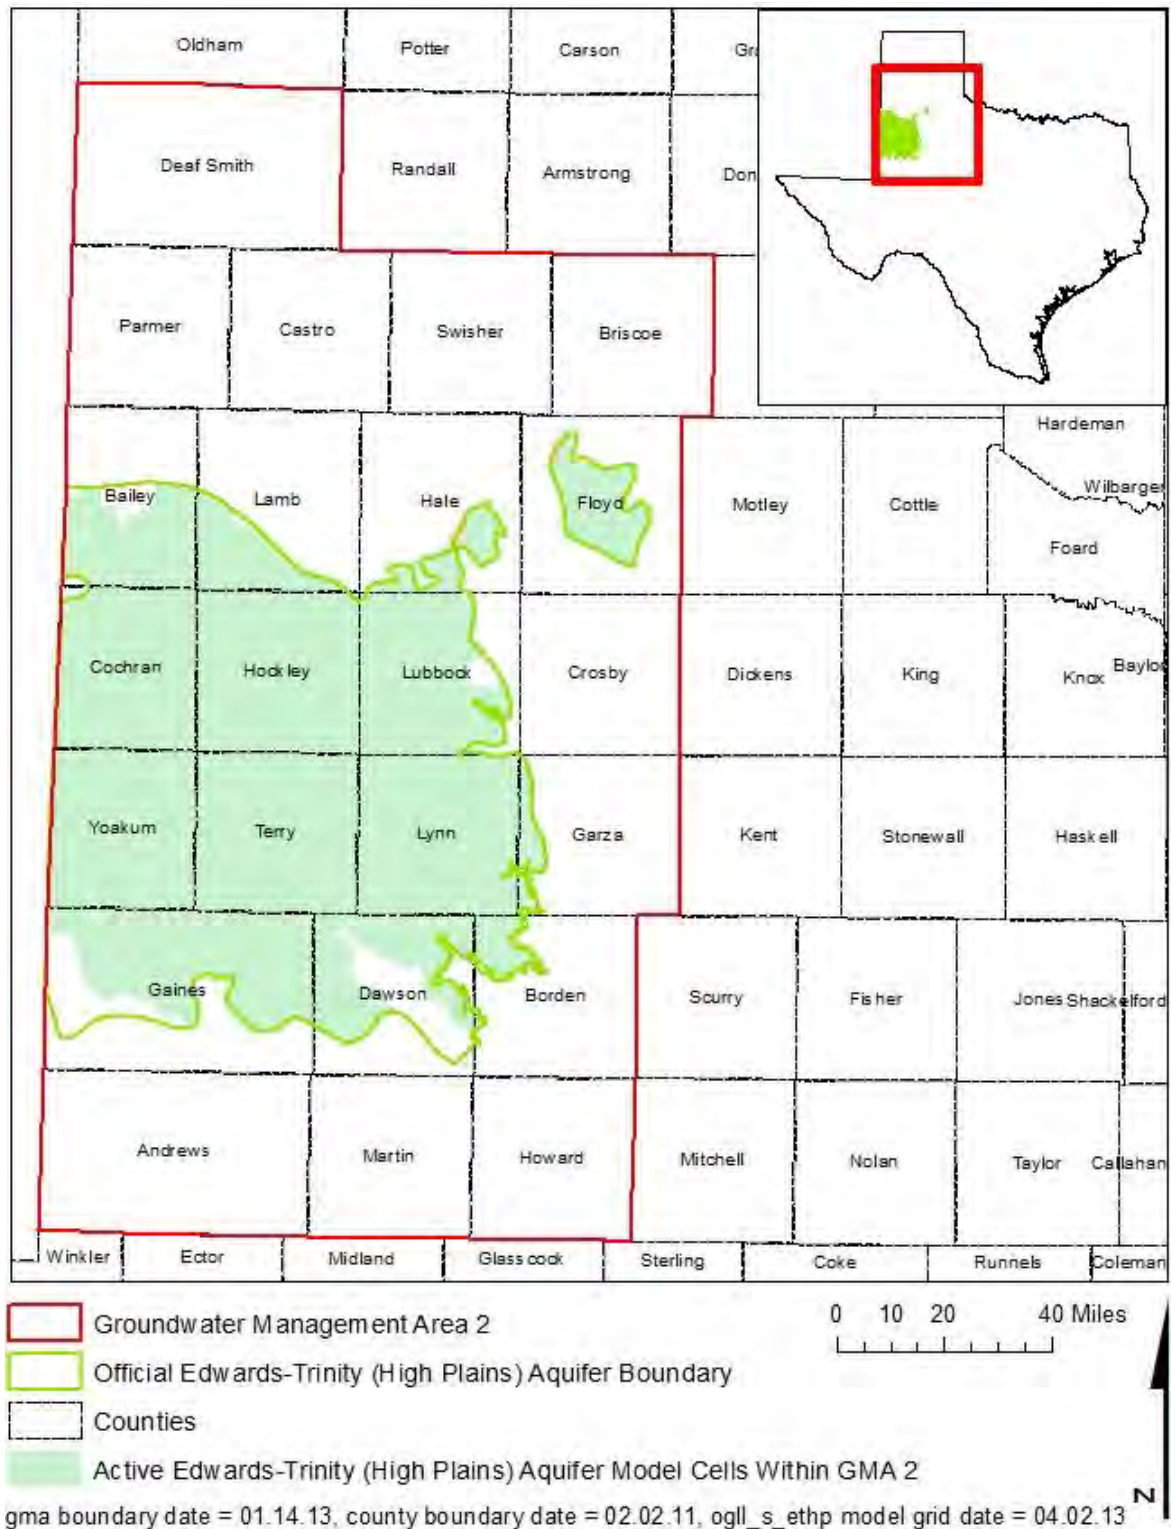 Oldham Potter Carson Gra
Deaf Smith Randall Armstrong Don
Parmer Castro Swisher Briscoe
Hardeman
Bailey Lamb Hale Floyd Motley Cottle Wilbarger
Foard
Cochran Hockley Lubbock Crosby Dickens King Knox Baylor
Yoakum Terry Lynn Garza Kent Stonewall Haskell
Gaines Dawson Borden Scurry Fisher Jones Shackelford
Andrews Martin Howard Mitchell Nolan Taylor Callahan
Winkler Ector Midland Glasscock Sterling Coke Runnels Coleman
0 10 20 40 Miles
Groundwater Management Area 2
Official Edwards-Trinity (High Plains) Aquifer Boundary
Counties
Active Edwards-Trinity (High Plains) Aquifer Model Cells Within GMA 2
N
gma boundary date = 01.14.13, county boundary date = 02.02.11, ogll_s_ethp model grid date = 04.02.13